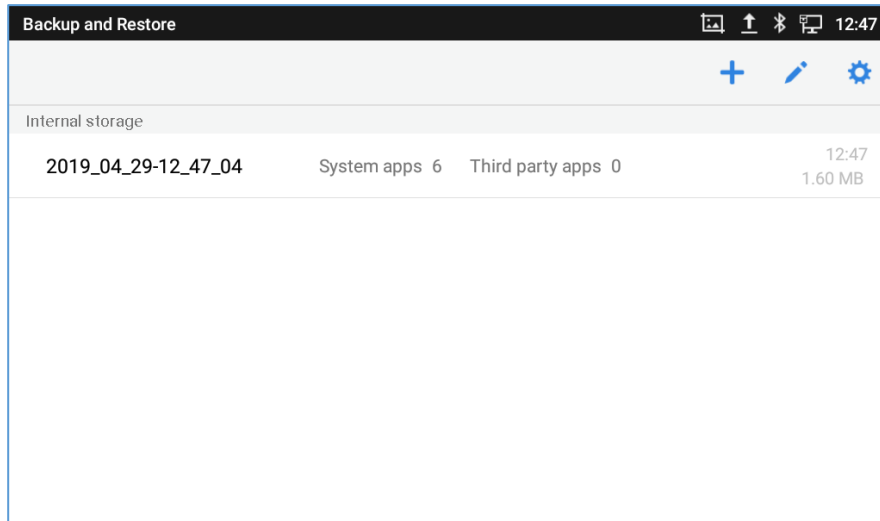 Backup and Restore 12:47
Internal storage
2019_04_29-12_47_04 System apps 6 Third party apps 0 12:47
1.60 MB